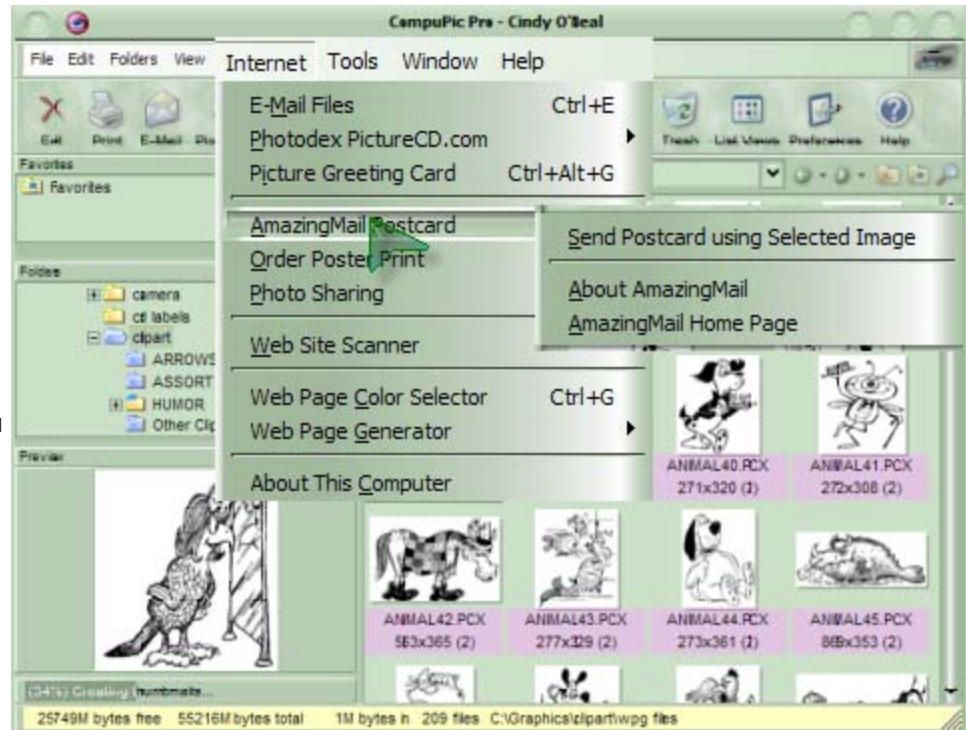 CompuPic Pro - Cindy O'Neal
File Edit Folders View Internet Tools Window Help
Exit Print E-Mail Trash List Views Preferences Help
E-Mail Files Ctrl+E
Photodex PictureCD.com
Picture Greeting Card Ctrl+Alt+G
AmazingMail Postcard
Order Poster Print
Photo Sharing
Web Site Scanner
Web Page Color Selector Ctrl+G
Web Page Generator
About This Computer
Send Postcard using Selected Image
About AmazingMail
AmazingMail Home Page
Favorites
Favorites
Folders
camera
cd labels
clipart
ARROWS
ASSORT
HUMOR
Other Clip
Preview
ANIMAL40.PCX ANIMAL41.PCX
271x320 (2) 272x308 (2)
ANIMAL42.PCX ANIMAL43.PCX ANIMAL44.PCX ANIMAL45.PCX
563x365 (2) 277x329 (2) 273x361 (2) 869x353 (2)
(34%) Creating thumbnails...
25749M bytes free 55216M bytes total 1M bytes in 209 files C:\Graphics\clipart\wpg files